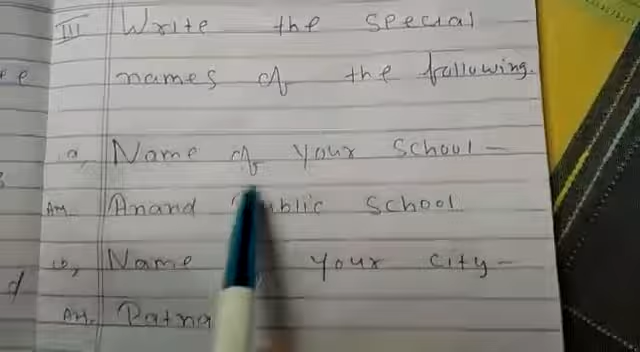 III Write the special
names of the following.
a, Name of your School —
Ans. Anand Public School
b, Name your city —
Ans. Patna